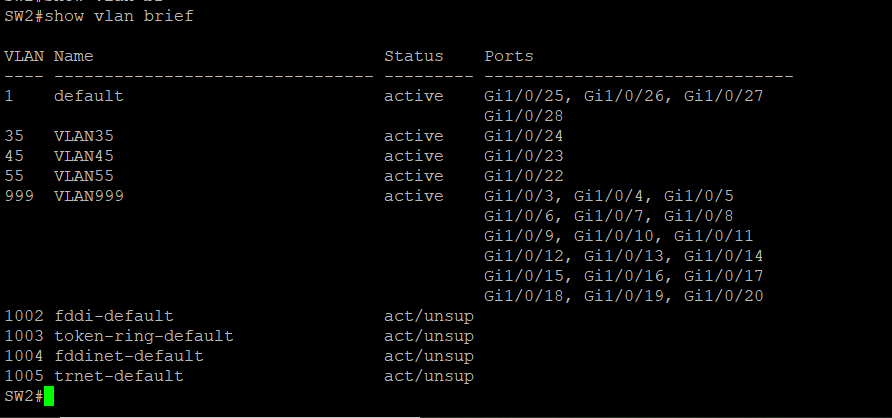 SW2#show vlan brief
VLAN Name                             Status    Ports
---- -------------------------------- --------- -------------------------------
1    default                          active    Gi1/0/25, Gi1/0/26, Gi1/0/27
                                                Gi1/0/28
35   VLAN35                           active    Gi1/0/24
45   VLAN45                           active    Gi1/0/23
55   VLAN55                           active    Gi1/0/22
999  VLAN999                          active    Gi1/0/3, Gi1/0/4, Gi1/0/5
                                                Gi1/0/6, Gi1/0/7, Gi1/0/8
                                                Gi1/0/9, Gi1/0/10, Gi1/0/11
                                                Gi1/0/12, Gi1/0/13, Gi1/0/14
                                                Gi1/0/15, Gi1/0/16, Gi1/0/17
                                                Gi1/0/18, Gi1/0/19, Gi1/0/20
1002 fddi-default                     act/unsup
1003 token-ring-default               act/unsup
1004 fddinet-default                  act/unsup
1005 trnet-default                    act/unsup
SW2#